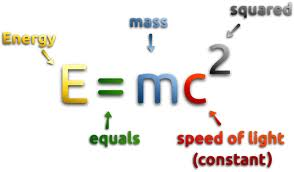 squared
mass
Energy
E = mc²
equals
speed of light
(constant)